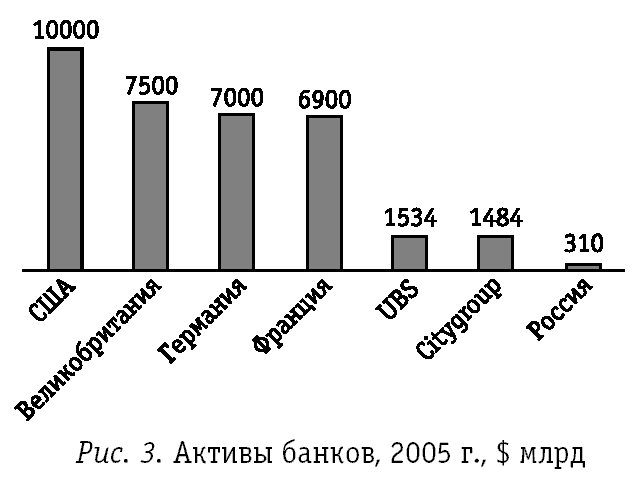 10000
7500
7000
6900
1534
1484
310
США
Великобритания
Германия
Франция
UBS
Citygroup
Россия
Рис. 3. Активы банков, 2005 г., $ млрд